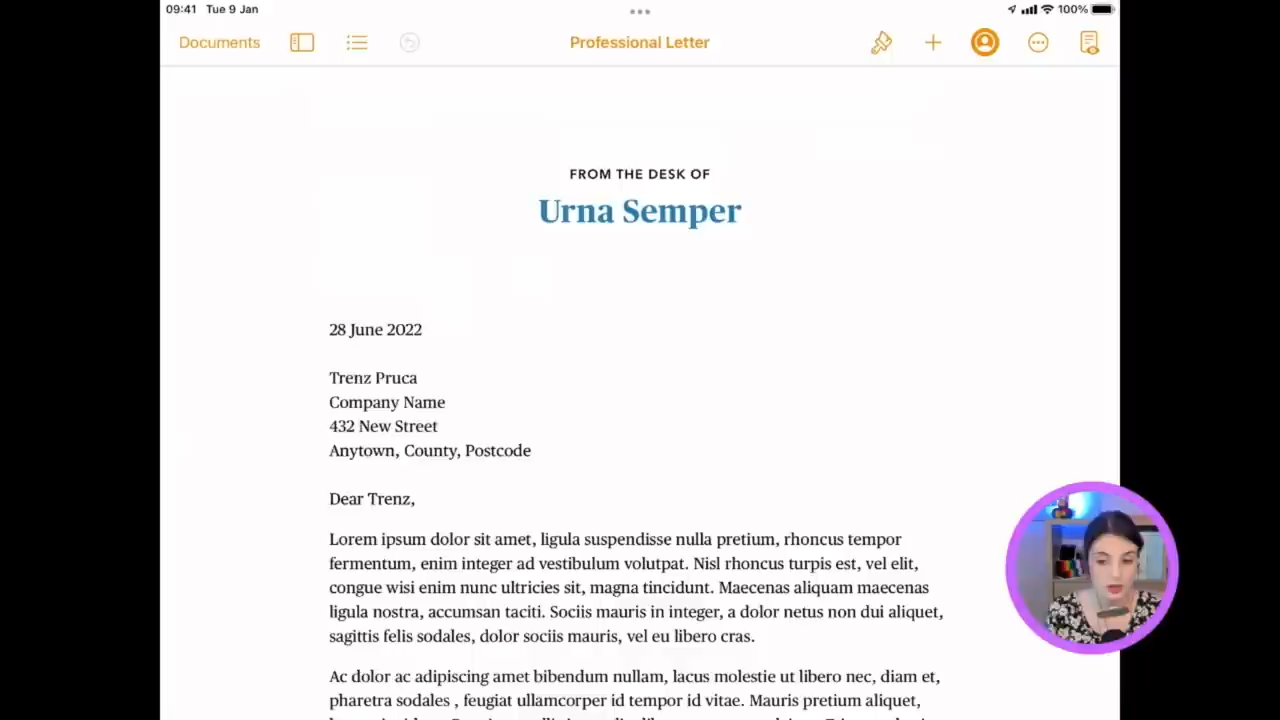 09:41 Tue 9 Jan 100%
Documents Professional Letter
FROM THE DESK OF
Urna Semper
28 June 2022
Trenz Pruca
Company Name
432 New Street
Anytown, County, Postcode
Dear Trenz,
Lorem ipsum dolor sit amet, ligula suspendisse nulla pretium, rhoncus tempor
fermentum, enim integer ad vestibulum volutpat. Nisl rhoncus turpis est, vel elit,
congue wisi enim nunc ultricies sit, magna tincidunt. Maecenas aliquam maecenas
ligula nostra, accumsan taciti. Sociis mauris in integer, a dolor netus non dui aliquet,
sagittis felis sodales, dolor sociis mauris, vel eu libero cras.
Ac dolor ac adipiscing amet bibendum nullam, lacus molestie ut libero nec, diam et,
pharetra sodales , feugiat ullamcorper id tempor id vitae. Mauris pretium aliquet,